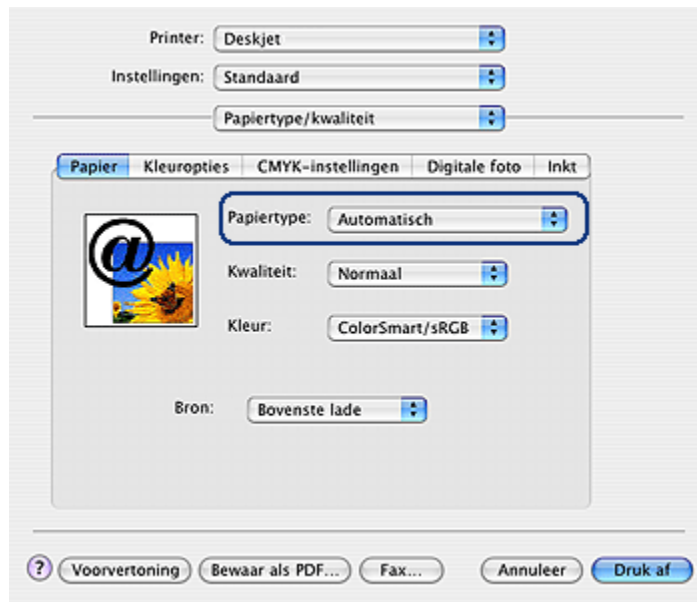 Printer: Deskjet
Instellingen: Standaard
Papiertype/kwaliteit
Papier Kleuropties CMYK-instellingen Digitale foto Inkt
@
Papiertype: Automatisch
Kwaliteit: Normaal
Kleur: ColorSmart/sRGB
Bron: Bovenste lade
? Voorvertoning Bewaar als PDF... Fax... Annuleer Druk af